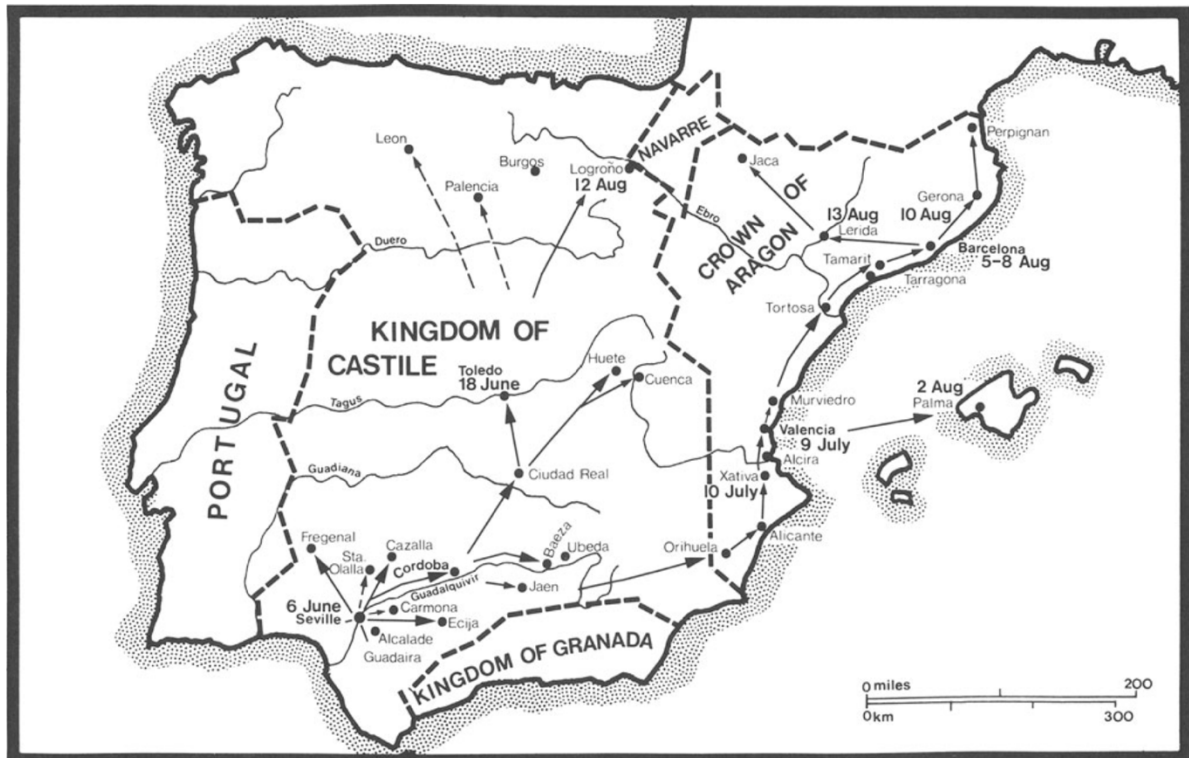 NAVARRE
Perpignan
Jaca
Leon
Burgos
Logroño
12 Aug
CROWN OF
ARAGON
Palencia
Gerona
13 Aug
10 Aug
Lerida
Ebro
Duero
Barcelona
5-8 Aug
Tamarit
Tarragona
Tortosa
KINGDOM OF
CASTILE
PORTUGAL
Huete
Toledo
18 June
Cuenca
Tagus
2 Aug
Palma
Murviedro
Valencia
9 July
Alcira
Guadiana
Ciudad Real
Xativa
10 July
Fregenal
Cazalla
Sta.
Olalla
Cordoba
Baeza
Ubeda
Orihuela
Alicante
Guadalquivir
Jaen
6 June
Seville
Carmona
Ecija
Alcalade
Guadaira
KINGDOM OF GRANADA
0 miles
200
0km
300